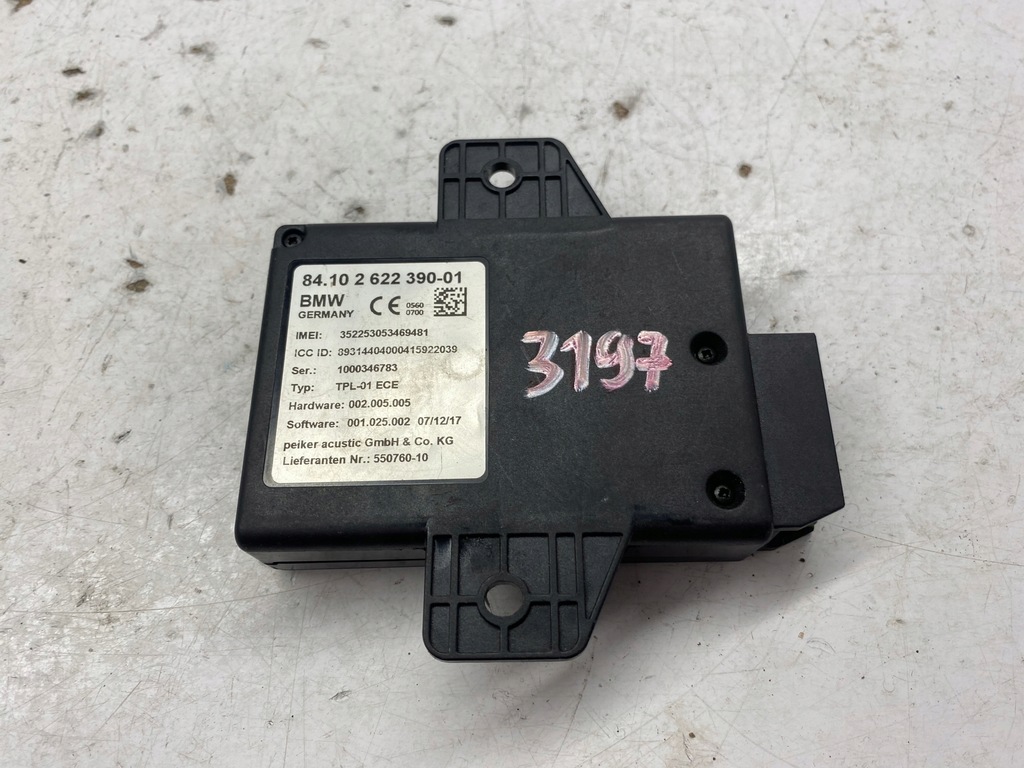 84.10 2 622 390-01
BMW
GERMANY
CE 0560
0700
IMEI: 352253053469481
ICC ID: 89314404000415922039
Ser.: 1000346783
Typ: TPL-01 ECE
Hardware: 002.005.005
Software: 001.025.002 07/12/17
peiker acustic GmbH & Co. KG
Lieferanten Nr.: 550760-10
3197